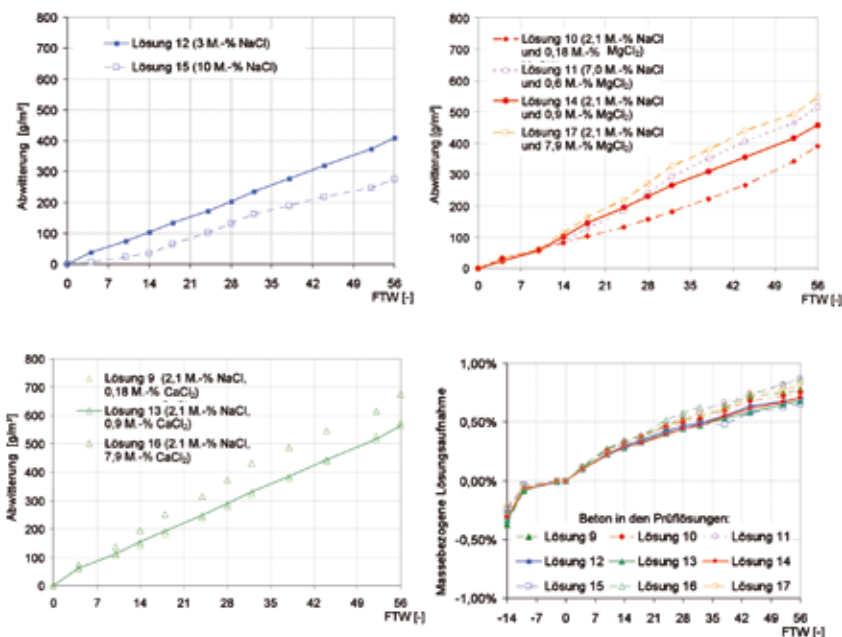 800
700
600
500
400
300
200
100
0
Abwitterung [g/m²]
Lösung 12 (3 M.-% NaCl)
Lösung 15 (10 M.-% NaCl)
0 7 14 21 28 35 42 49 56
FTW [-]
800
700
600
500
400
300
200
100
0
Abwitterung [g/m²]
Lösung 10 (2,1 M.-% NaCl
und 0,18 M.-% MgCl₂)
Lösung 11 (7,0 M.-% NaCl
und 0,6 M.-% MgCl₂)
Lösung 14 (2,1 M.-% NaCl
und 0,9 M.-% MgCl₂)
Lösung 17 (2,1 M.-% NaCl
und 7,9 M.-% MgCl₂)
0 7 14 21 28 35 42 49 56
FTW [-]
800
700
600
500
400
300
200
100
0
Abwitterung [g/m²]
Lösung 9 (2,1 M.-% NaCl,
0,18 M.-% CaCl₂)
Lösung 13 (2,1 M.-% NaCl,
0,9 M.-% CaCl₂)
Lösung 16 (2,1 M.-% NaCl,
7,9 M.-% CaCl₂)
0 7 14 21 28 35 42 49 56
FTW [-]
1,00%
0,50%
0,00%
-0,50%
-1,00%
Massebezogene Lösungsaufnahme
Beton in den Prüflösungen:
Lösung 9 Lösung 10 Lösung 11
Lösung 12 Lösung 13 Lösung 14
Lösung 15 Lösung 16 Lösung 17
-14 -7 0 7 14 21 28 35 42 49 56
FTW [-]